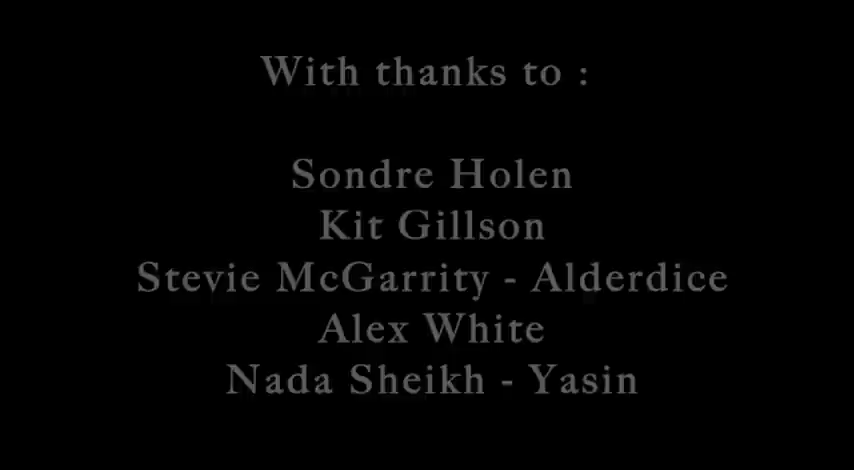 With thanks to :
Sondre Holen
Kit Gillson
Stevie McGarrity - Alderdice
Alex White
Nada Sheikh - Yasin